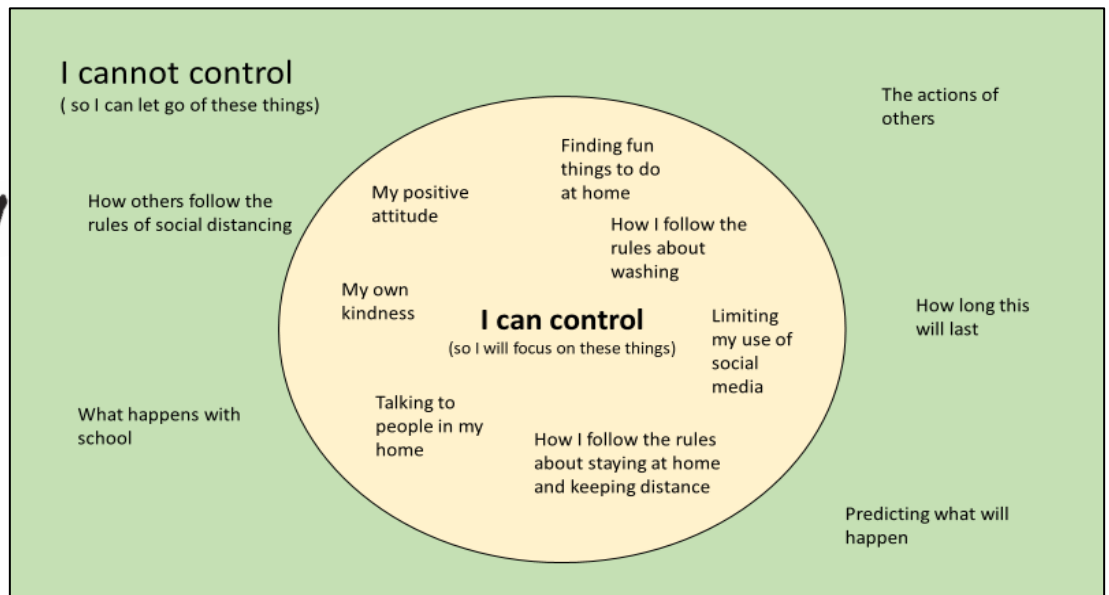 I cannot control
( so I can let go of these things)
The actions of
others
How others follow the
rules of social distancing
How long this
will last
What happens with
school
Predicting what will
happen
Finding fun
things to do
at home
My positive
attitude
How I follow the
rules about
washing
My own
kindness
I can control
(so I will focus on these things)
Limiting
my use of
social
media
Talking to
people in my
home
How I follow the rules
about staying at home
and keeping distance